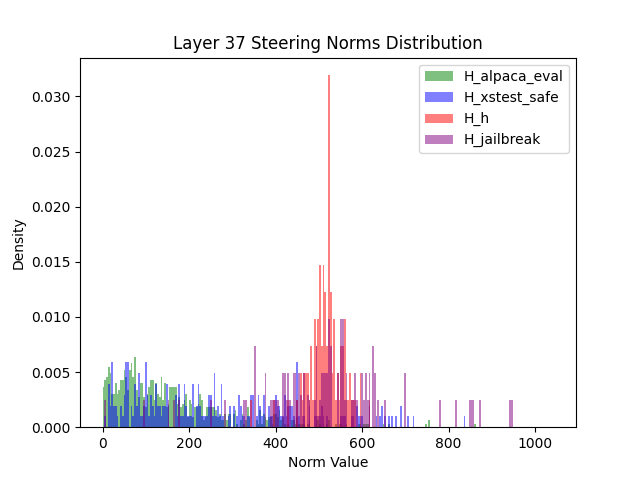 Layer 37 Steering Norms Distribution
H_alpaca_eval
H_xstest_safe
H_h
H_jailbreak
0.030
0.025
0.020
0.015
0.010
0.005
0.000
Density
0 200 400 600 800 1000
Norm Value